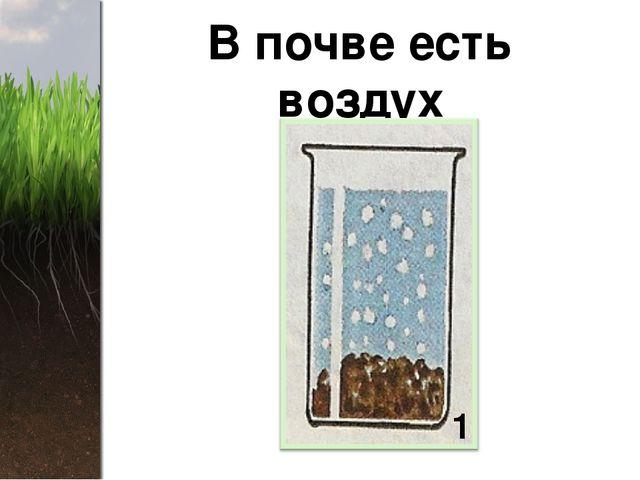 В почве есть
воздух
1